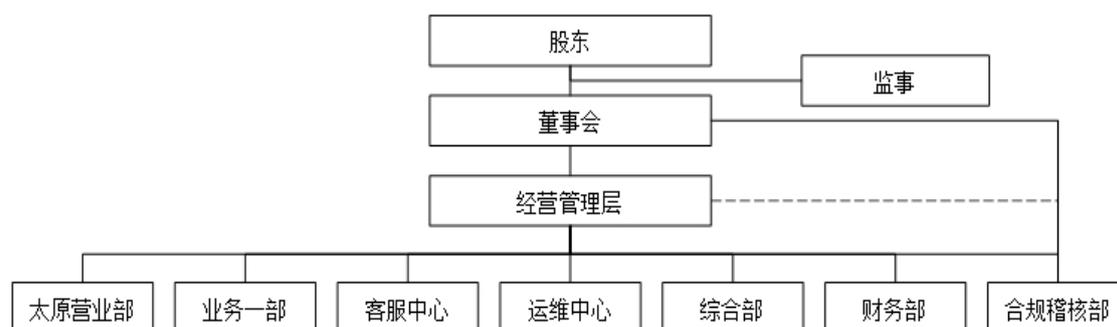 股东
监事
董事会
经营管理层
太原营业部
业务一部
客服中心
运维中心
综合部
财务部
合规稽核部